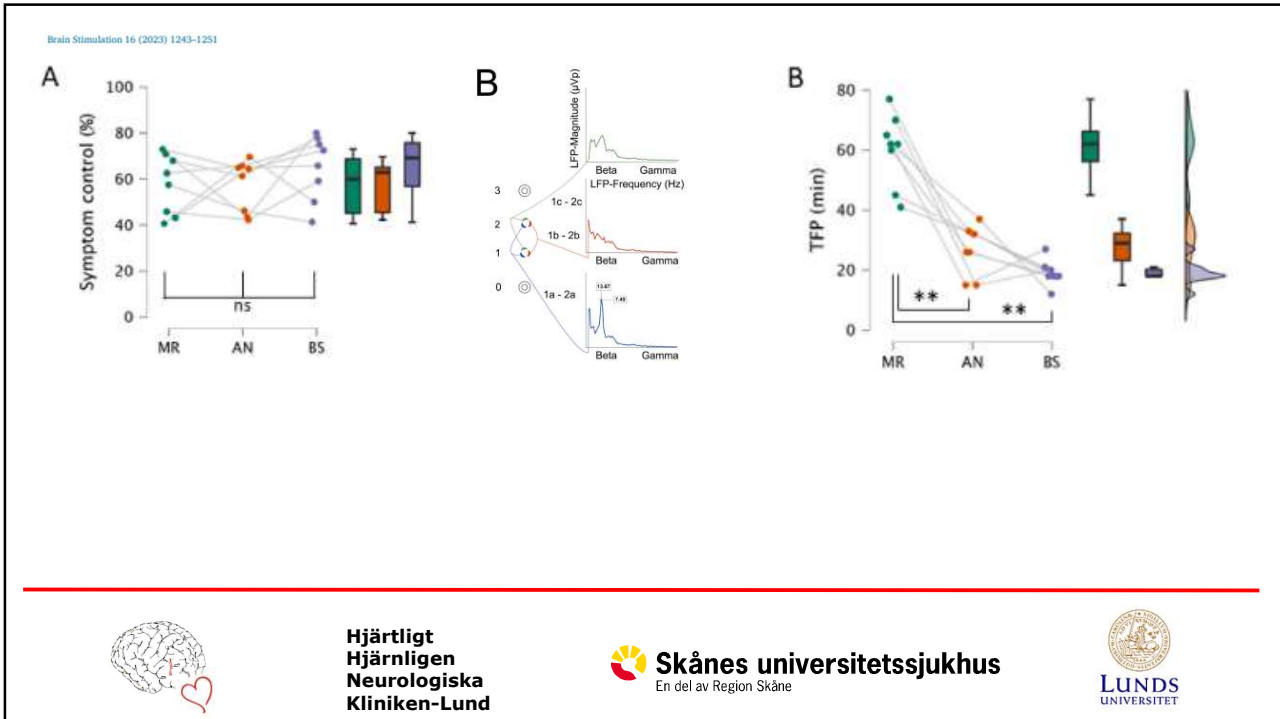 Brain Stimulation 16 (2023) 1243–1251
A
Symptom control (%)
100
80
60
40
20
0
ns
MR
AN
BS
B
LFP-Magnitude (µVp)
Beta
Gamma
LFP-Frequency (Hz)
3
2
1
0
1c - 2c
1b - 2b
Beta
Gamma
1a - 2a
13.67
7.49
Beta
Gamma
B
TFP (min)
80
60
40
20
0
**
**
MR
AN
BS
Hjärtligt
Hjärnligen
Neurologiska
Kliniken-Lund
Skånes universitetssjukhus
En del av Region Skåne
LUNDS
UNIVERSITET